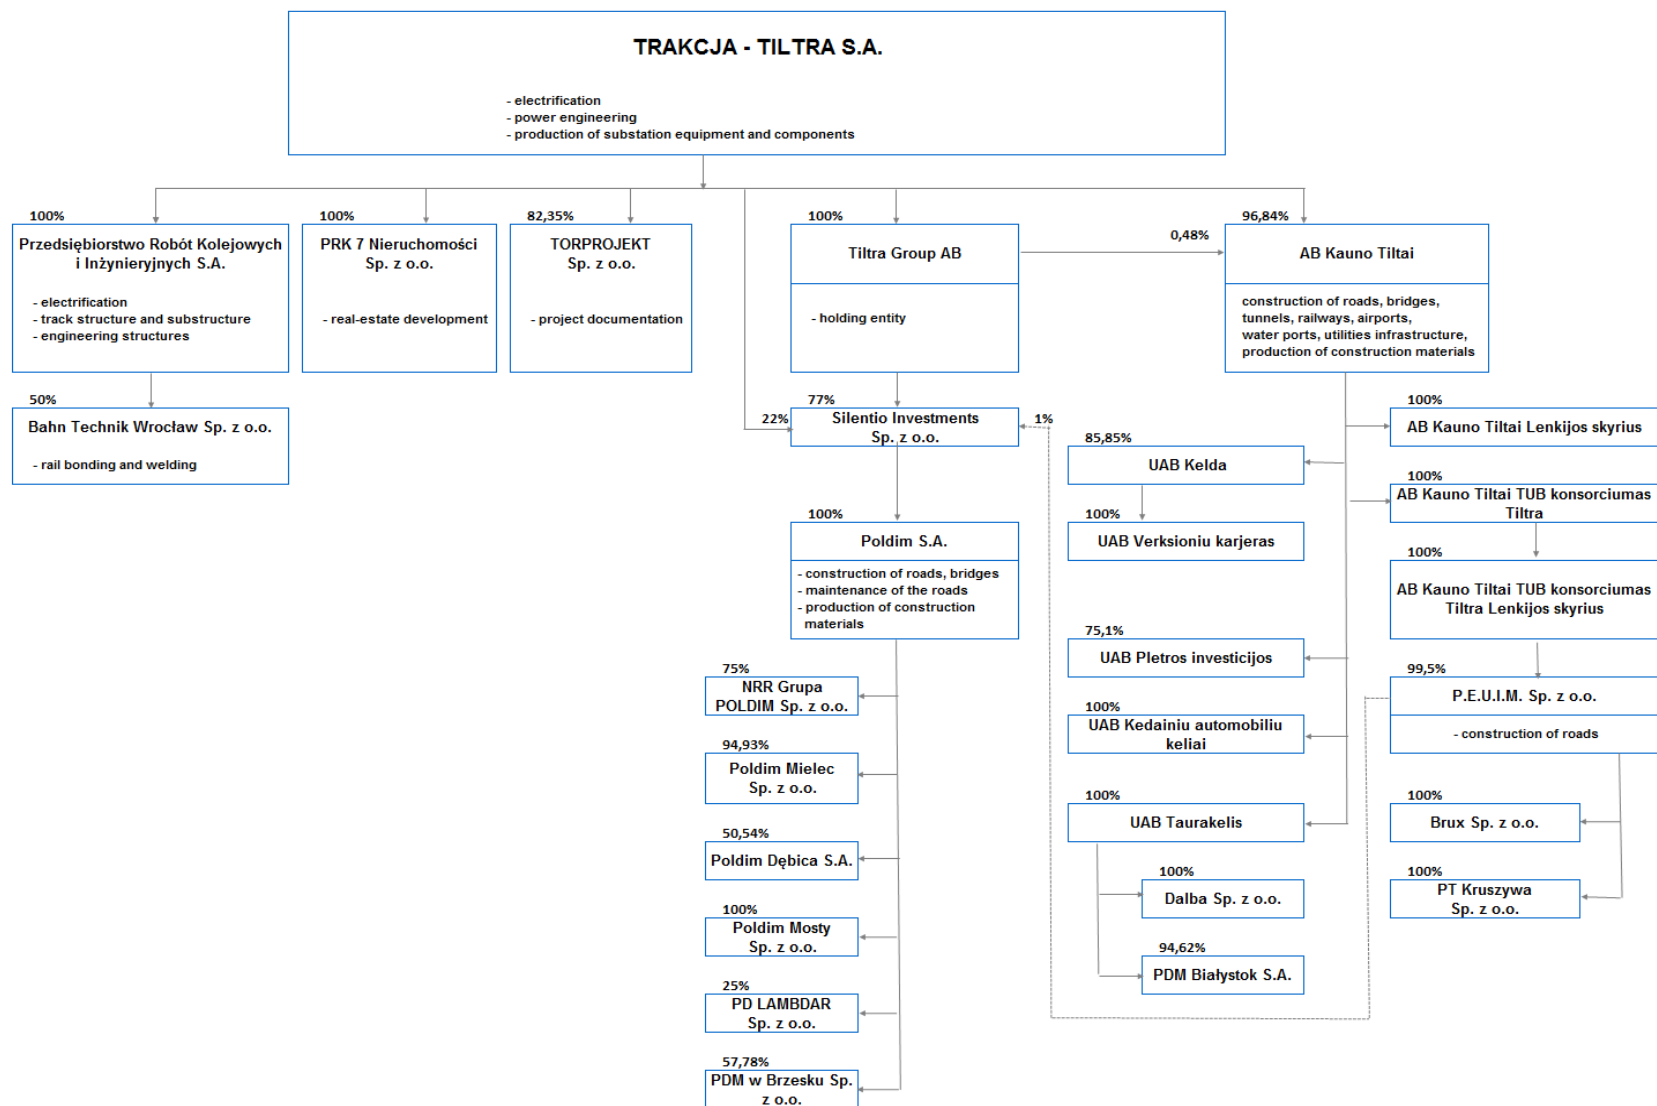 TRAKCJA - TILTRA S.A.
- electrification
- power engineering
- production of substation equipment and components
100%
Przedsiębiorstwo Robót Kolejowych
i Inżynieryjnych S.A.
- electrification
- track structure and substructure
- engineering structures
100%
PRK 7 Nieruchomości
Sp. z o.o.
- real-estate development
82,35%
TORPROJEKT
Sp. z o.o.
- project documentation
100%
Tiltra Group AB
- holding entity
0,48%
96,84%
AB Kauno Tiltai
construction of roads, bridges,
tunnels, railways, airports,
water ports, utilities infrastructure,
production of construction materials
50%
Bahn Technik Wrocław Sp. z o.o.
- rail bonding and welding
22%
77%
Silentio Investments
Sp. z o.o.
1%
100%
Poldim S.A.
- construction of roads, bridges
- maintenance of the roads
- production of construction
materials
75%
NRR Grupa
POLDIM Sp. z o.o.
94,93%
Poldim Mielec
Sp. z o.o.
50,54%
Poldim Dębica S.A.
100%
Poldim Mosty
Sp. z o.o.
25%
PD LAMBDAR
Sp. z o.o.
57,78%
PDM w Brzesku Sp.
z o.o.
85,85%
UAB Kelda
100%
UAB Verksioniu karjeras
75,1%
UAB Pletros investicijos
100%
UAB Kedainiu automobiliu
keliai
100%
UAB Taurakelis
100%
Dalba Sp. z o.o.
94,62%
PDM Białystok S.A.
100%
AB Kauno Tiltai Lenkijos skyrius
100%
AB Kauno Tiltai TUB konsorciumas
Tiltra
100%
AB Kauno Tiltai TUB konsorciumas
Tiltra Lenkijos skyrius
99,5%
P.E.U.I.M. Sp. z o.o.
- construction of roads
100%
Brux Sp. z o.o.
100%
PT Kruszywa
Sp. z o.o.